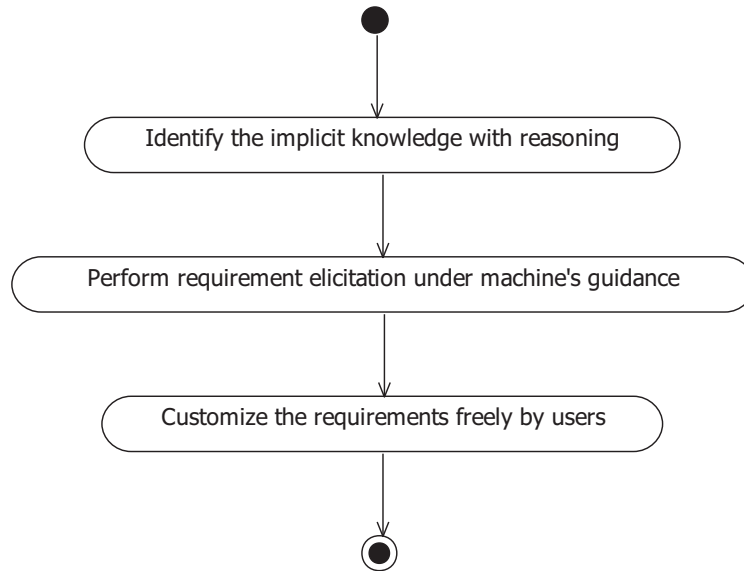 Identify the implicit knowledge with reasoning
Perform requirement elicitation under machine's guidance
Customize the requirements freely by users